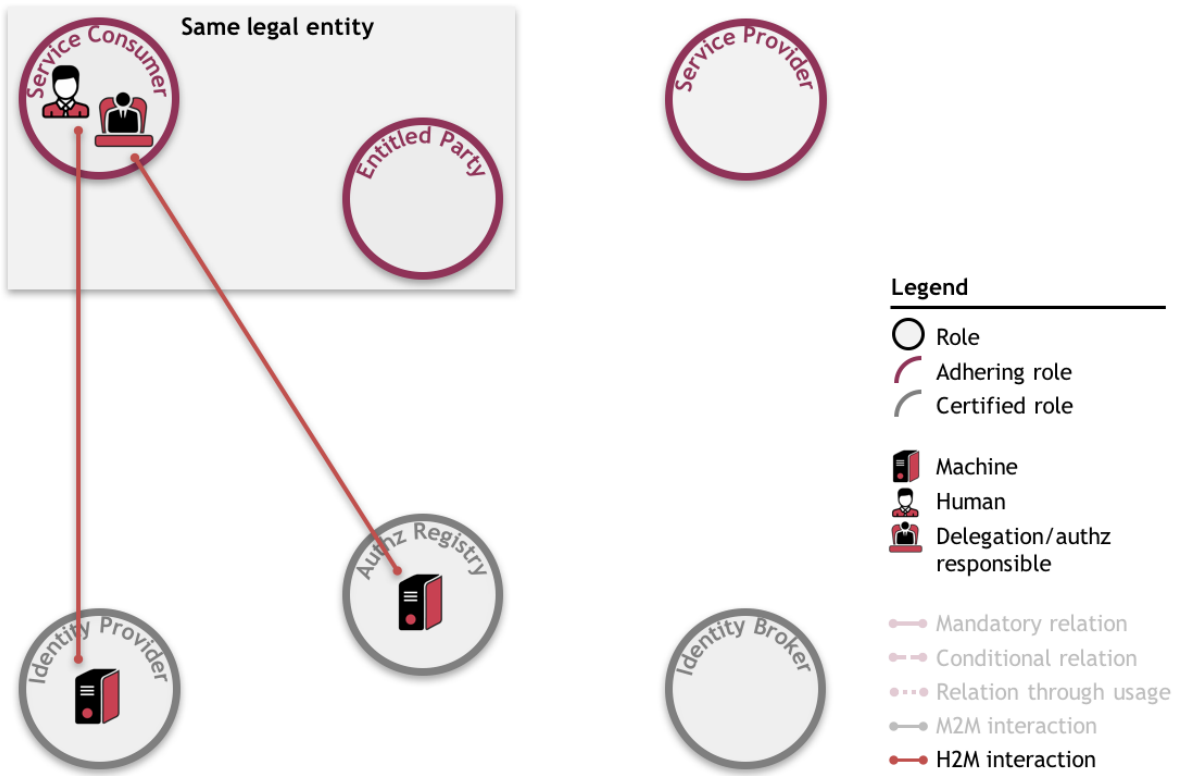 Same legal entity
Service Consumer
Service Provider
Entitled Party
Legend
Role
Adhering role
Certified role
Machine
Human
Delegation/authz
responsible
Authz Registry
Identity Provider
Identity Broker
Mandatory relation
Conditional relation
Relation through usage
M2M interaction
H2M interaction